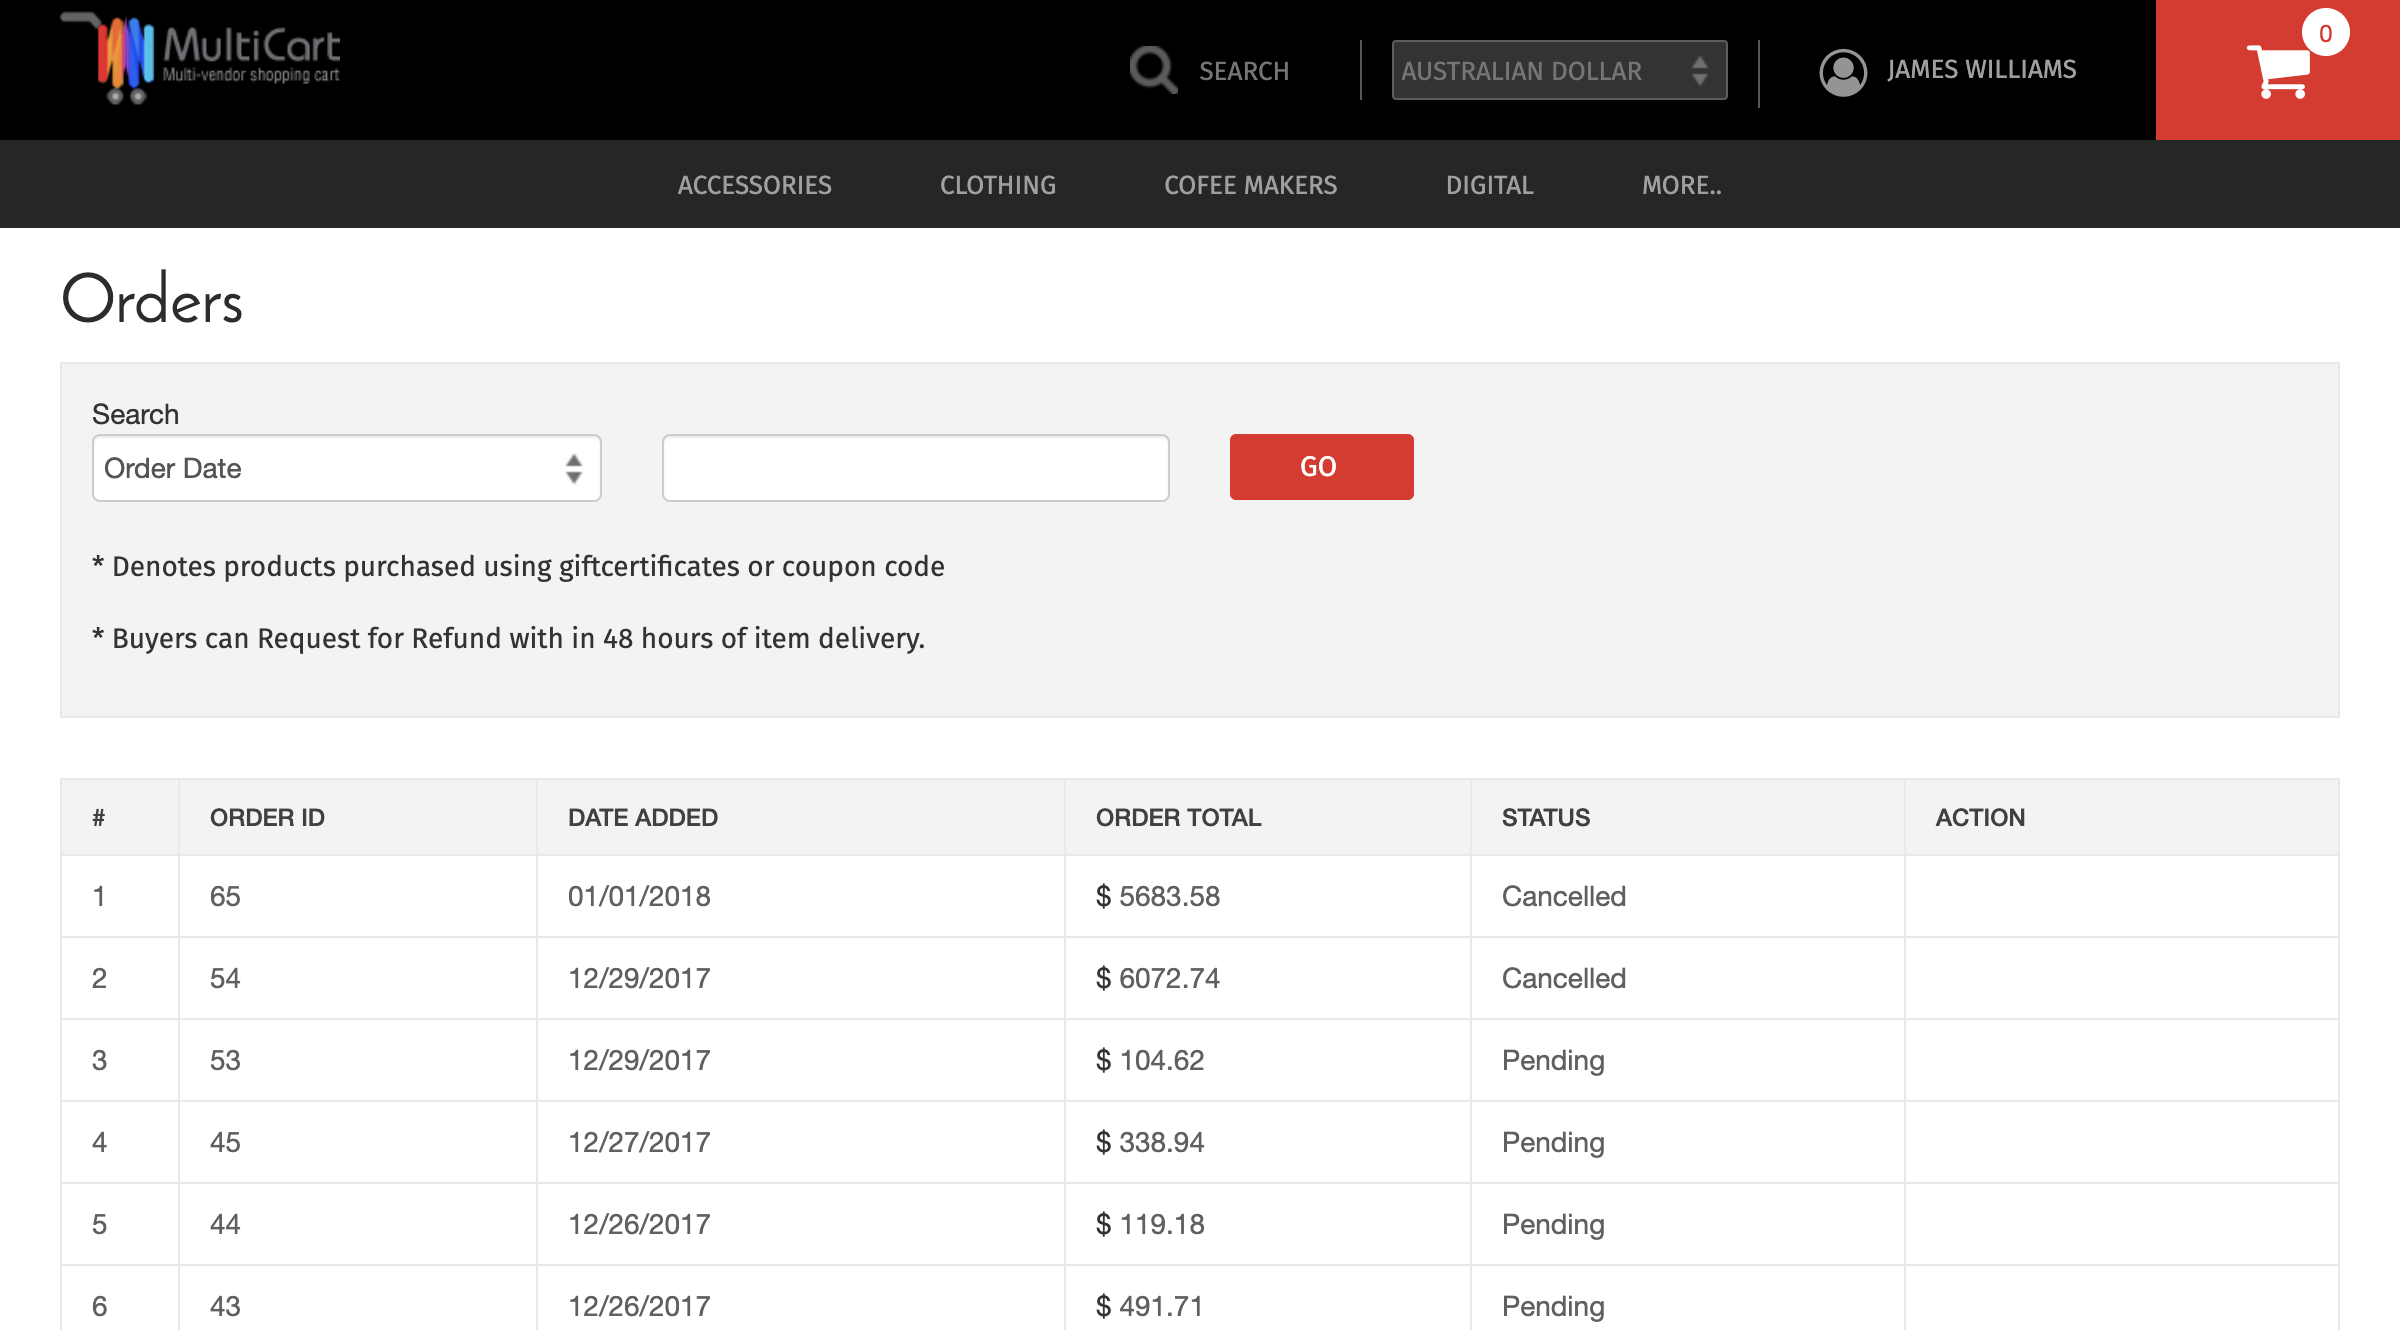 MultiCart
Multi-vendor shopping cart
SEARCH
AUSTRALIAN DOLLAR
JAMES WILLIAMS
0
ACCESSORIES CLOTHING COFEE MAKERS DIGITAL MORE..
Orders
Search
Order Date
GO
* Denotes products purchased using giftcertificates or coupon code
* Buyers can Request for Refund with in 48 hours of item delivery.
# ORDER ID DATE ADDED ORDER TOTAL STATUS ACTION
1 65 01/01/2018 $ 5683.58 Cancelled
2 54 12/29/2017 $ 6072.74 Cancelled
3 53 12/29/2017 $ 104.62 Pending
4 45 12/27/2017 $ 338.94 Pending
5 44 12/26/2017 $ 119.18 Pending
6 43 12/26/2017 $ 491.71 Pending